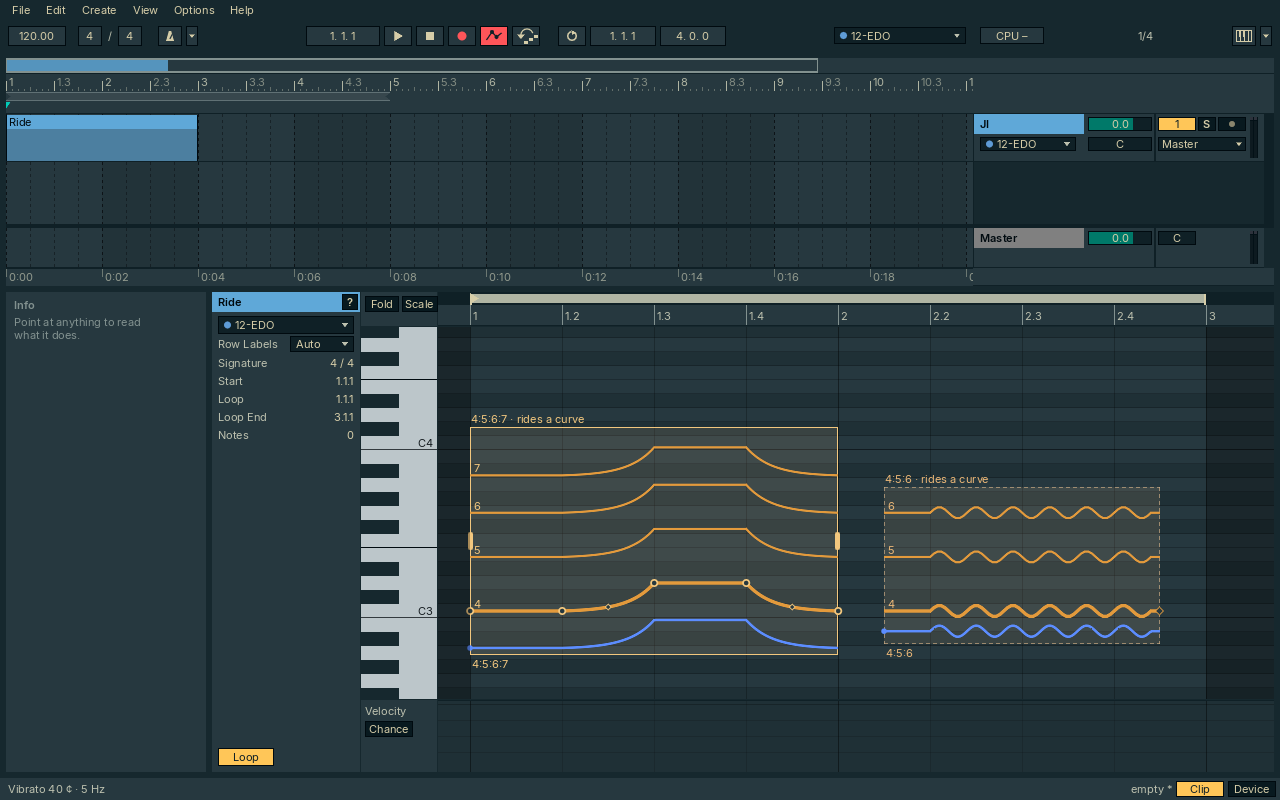 File Edit Create View Options Help
120.00 4 / 4 1. 1. 1 1. 1. 1 4. 0. 0 12-EDO CPU – 1/4
1 1.3 2 2.3 3 3.3 4 4.3 5 5.3 6 6.3 7 7.3 8 8.3 9 9.3 10 10.3 1
Ride
JI 0.0 1 S
12-EDO C Master
Master 0.0 C
0:00 0:02 0:04 0:06 0:08 0:10 0:12 0:14 0:16 0:18
Info
Point at anything to read
what it does.
Ride ?
12-EDO
Row Labels Auto
Signature 4 / 4
Start 1.1.1
Loop 1.1.1
Loop End 3.1.1
Notes 0
Loop
Fold Scale
1 1.2 1.3 1.4 2 2.2 2.3 2.4 3
C4
C3
4:5:6:7 · rides a curve
7
6
5
4
4:5:6:7
4:5:6 · rides a curve
6
5
4
4:5:6
Velocity
Chance
Vibrato 40 ¢ · 5 Hz
empty * Clip Device